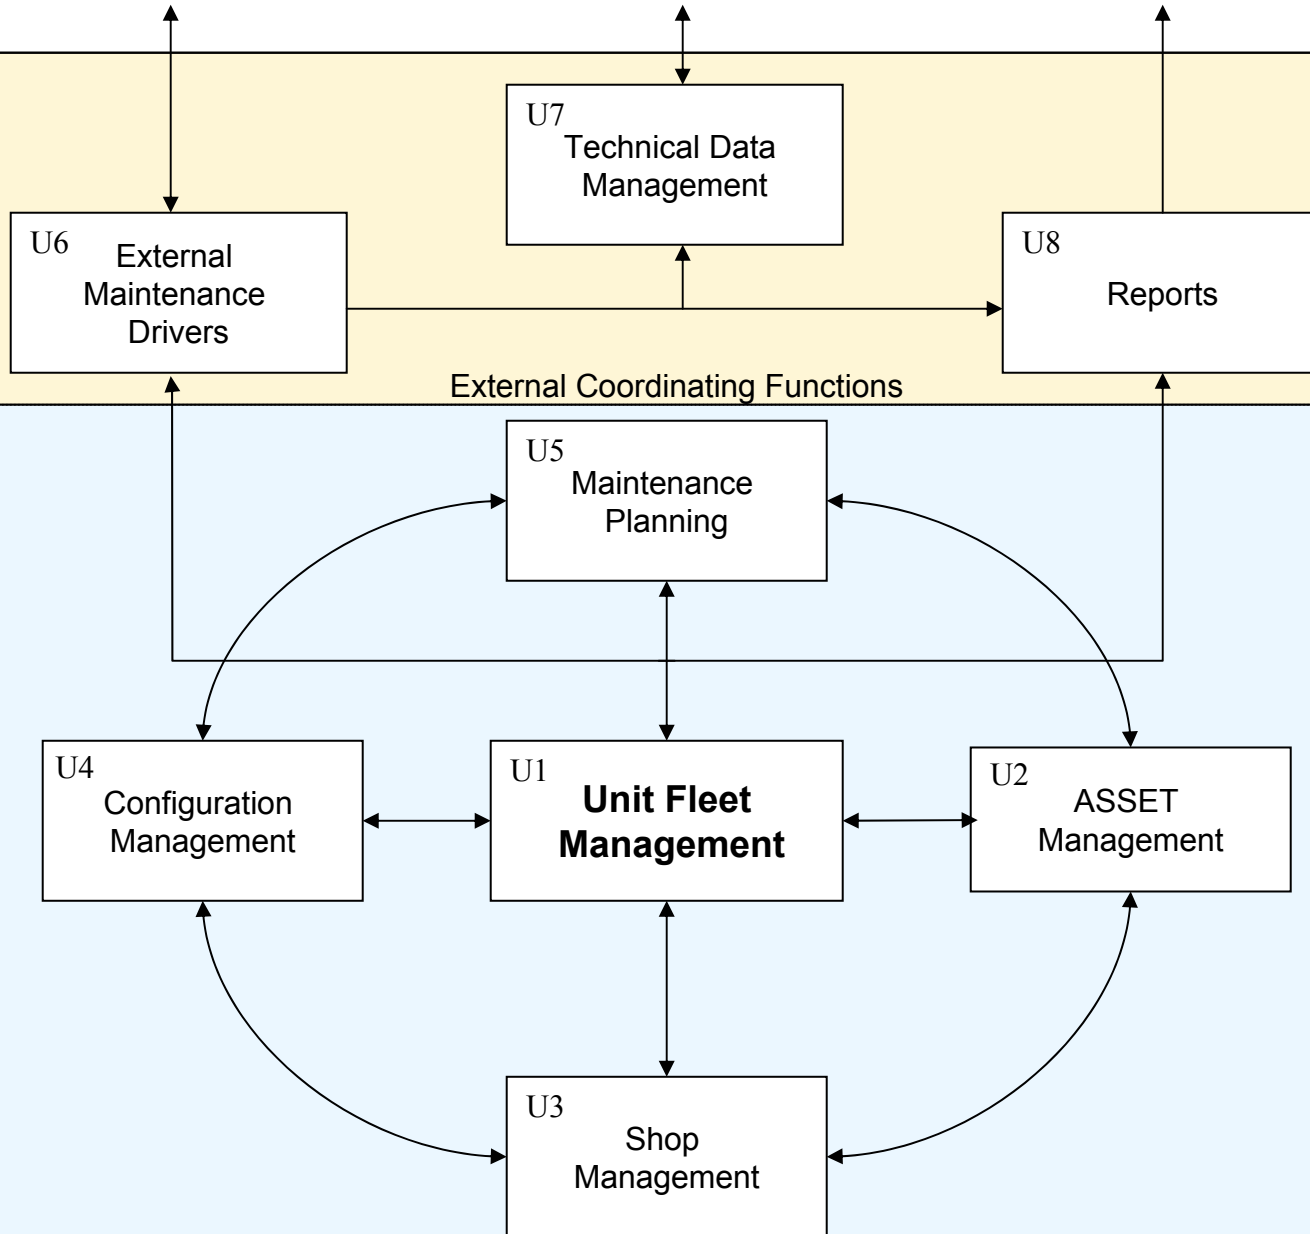 U7
Technical Data
Management
U6
External
Maintenance
Drivers
U8
Reports
External Coordinating Functions
U5
Maintenance
Planning
U4
Configuration
Management
U1
Unit Fleet
Management
U2
ASSET
Management
U3
Shop
Management